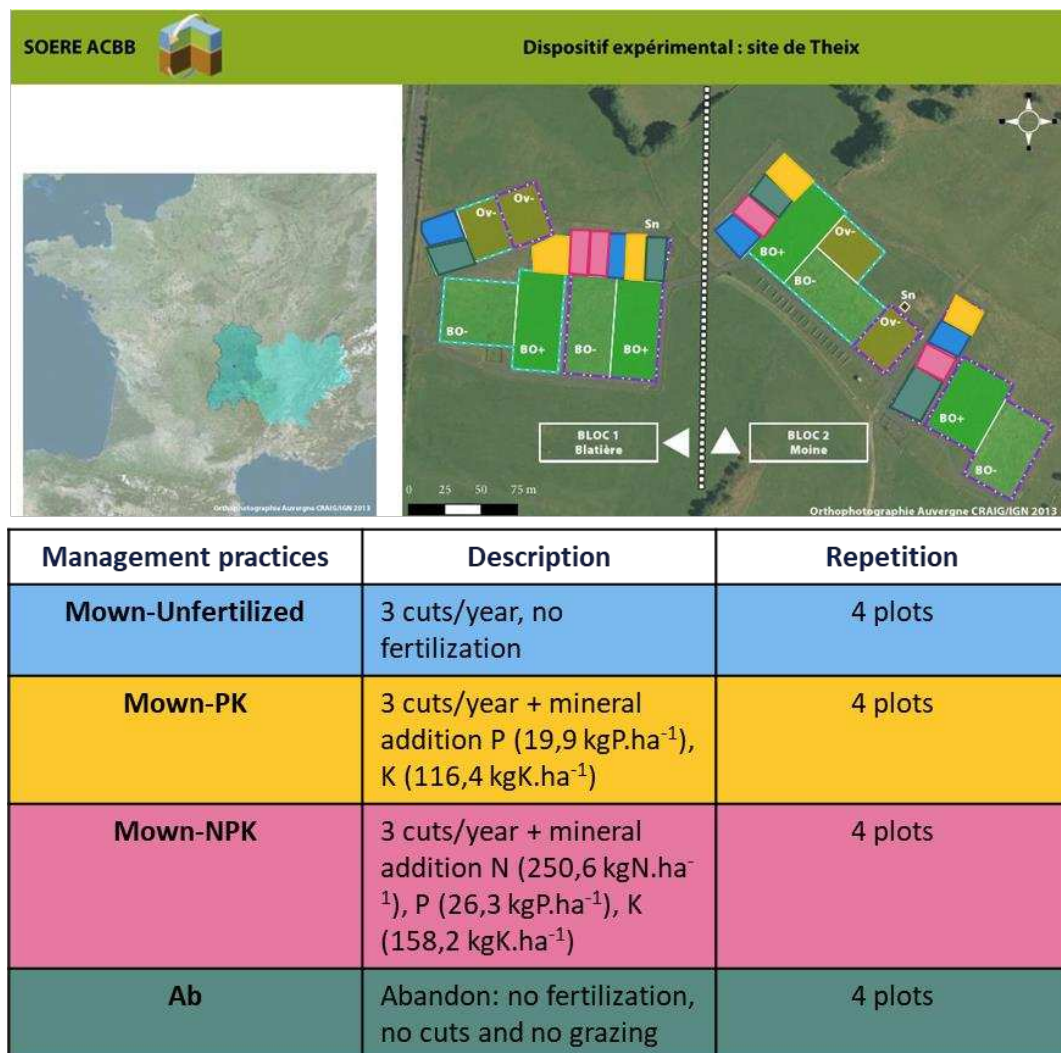 SOERE ACBB
Dispositif expérimental : site de Theix
Ov-
Ov-
Sn
BO-
BO+
BO-
BO+
Ov-
BO+
BO-
Sn
Ov-
BO+
BO-
BLOC 1
Blatière
BLOC 2
Moine
0 25 50 75 m
Orthophotographie Auvergne CRAIG/IGN 2013
Orthophotographie Auvergne CRAIG/IGN 2013
Management practices
Description
Repetition
Mown-Unfertilized
3 cuts/year, no
fertilization
4 plots
Mown-PK
3 cuts/year + mineral
addition P (19,9 kgP.ha⁻¹),
K (116,4 kgK.ha⁻¹)
4 plots
Mown-NPK
3 cuts/year + mineral
addition N (250,6 kgN.ha⁻
¹), P (26,3 kgP.ha⁻¹), K
(158,2 kgK.ha⁻¹)
4 plots
Ab
Abandon: no fertilization,
no cuts and no grazing
4 plots